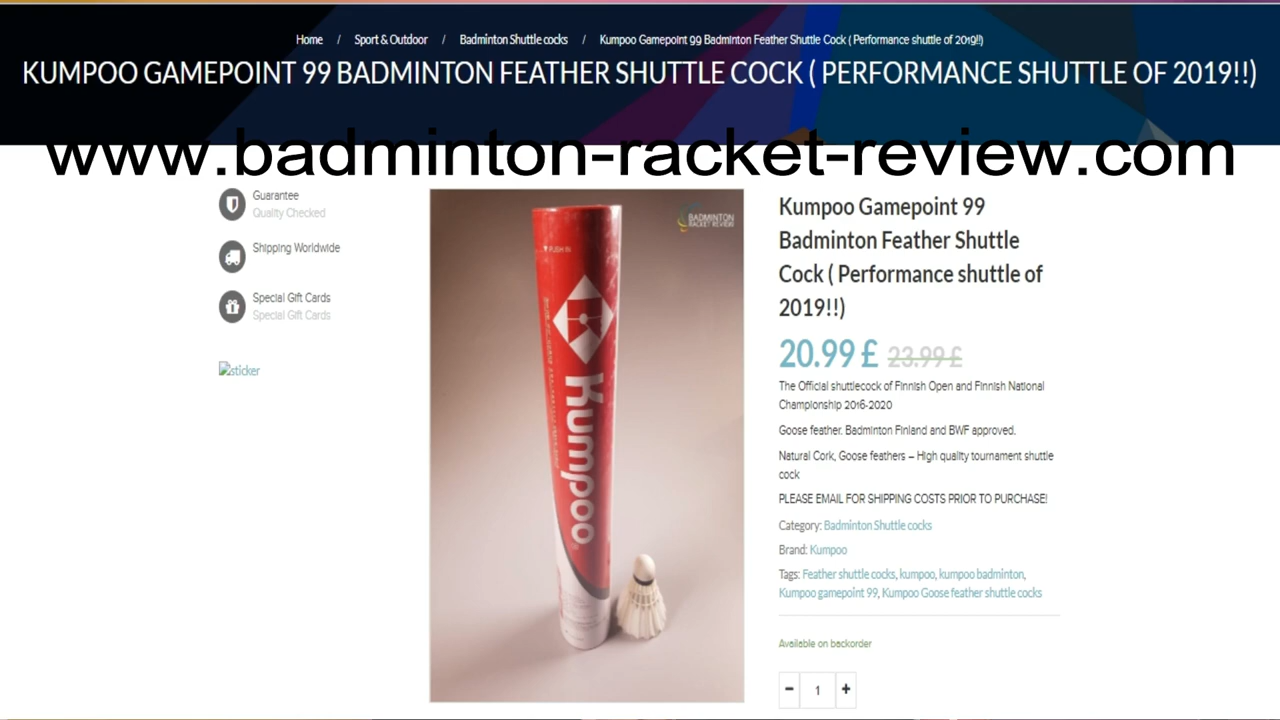 Home / Sport & Outdoor / Badminton Shuttle cocks / Kumpoo Gamepoint 99 Badminton Feather Shuttle Cock ( Performance shuttle of 2019!!)
KUMPOO GAMEPOINT 99 BADMINTON FEATHER SHUTTLE COCK ( PERFORMANCE SHUTTLE OF 2019!!)
www.badminton-racket-review.com
Guarantee
Quality Checked
Shipping Worldwide
Special Gift Cards
Special Gift Cards
sticker
BADMINTON
RACKET REVIEW
PUSH IN
Kumpoo
Kumpoo Gamepoint 99
Badminton Feather Shuttle
Cock ( Performance shuttle of
2019!!)
20.99 £ 23.99 £
The Official shuttlecock of Finnish Open and Finnish National
Championship 2016-2020
Goose feather. Badminton Finland and BWF approved.
Natural Cork, Goose feathers – High quality tournament shuttle
cock
PLEASE EMAIL FOR SHIPPING COSTS PRIOR TO PURCHASE!
Category: Badminton Shuttle cocks
Brand: Kumpoo
Tags: Feather shuttle cocks, kumpoo, kumpoo badminton,
Kumpoo gamepoint 99, Kumpoo Goose feather shuttle cocks
Available on backorder
- 1 +